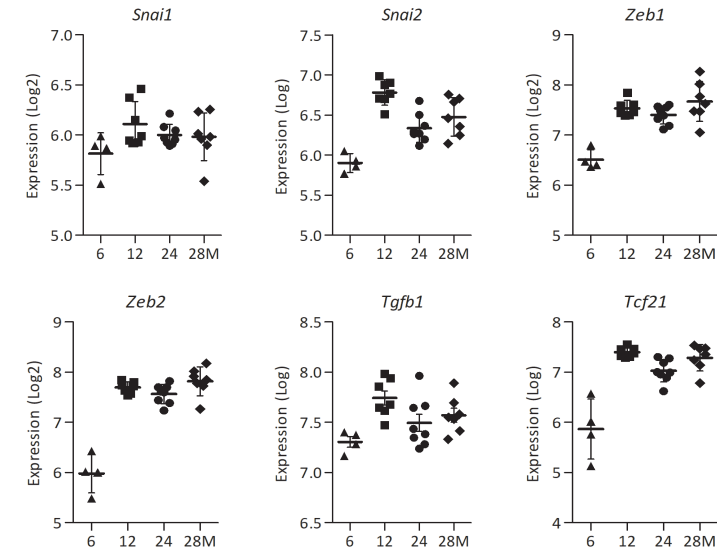 Snai1
Expression (Log2)
6.0
6.5
6.0
5.5
5.0
6 12 24 28M
Snai2
Expression (Log)
7.5
7.0
6.5
6.0
5.5
5.0
6 12 24 28M
Zeb1
Expression (Log2)
9
8
7
6
5
6 12 24 28M
Zeb2
Expression (Log2)
9
8
7
6
5
6 12 24 28M
Tgfb1
Expression (Log)
8.5
8.0
7.5
7.0
6.5
6 12 24 28M
Tcf21
Expression (Log2)
8
7
6
5
4
6 12 24 28M